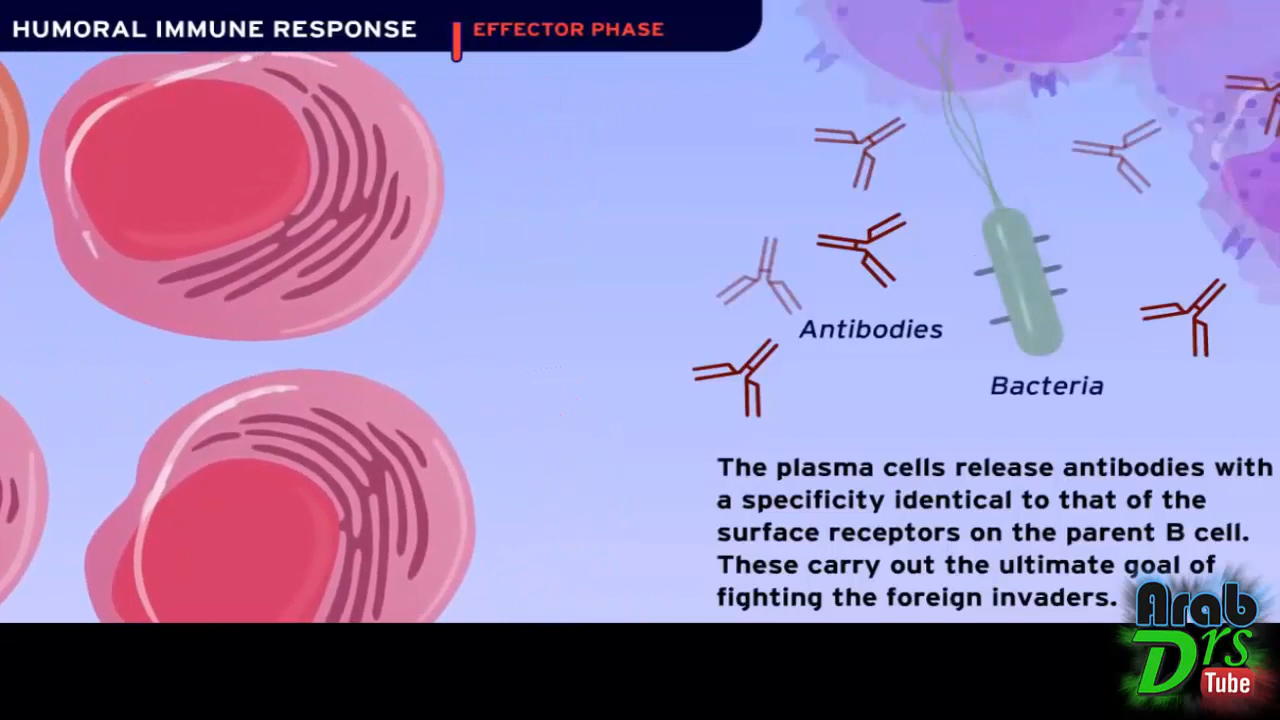 HUMORAL IMMUNE RESPONSE
EFFECTOR PHASE
Antibodies
Bacteria
The plasma cells release antibodies with
a specificity identical to that of the
surface receptors on the parent B cell.
These carry out the ultimate goal of
fighting the foreign invaders.
Arab
Drs
Tube